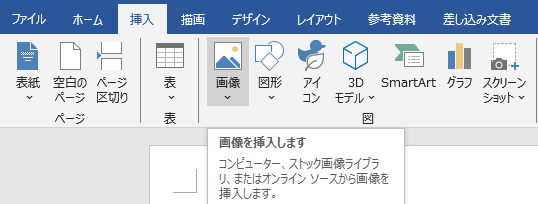 ファイル ホーム 挿入 描画 デザイン レイアウト 参考資料 差し込み文書
表紙 空白の ページ 表 画像 図形 アイ 3D SmartArt グラフ スクリーン
ページ 区切り コン モデル ショット
ページ 表 図
画像を挿入します
コンピューター、ストック画像ライブラ
リ、またはオンライン ソースから画像を
挿入します。